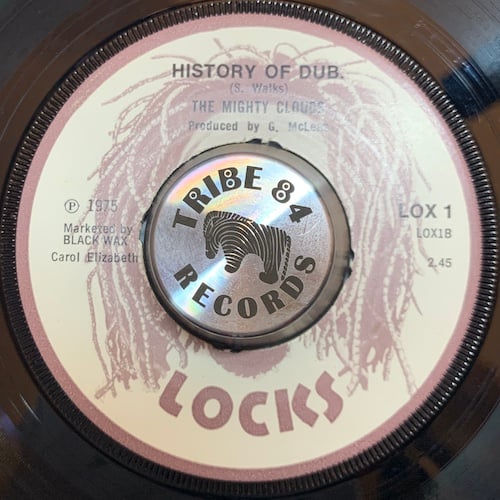 HISTORY OF DUB.
(S. Walks)
THE MIGHTY CLOUDS
Produced by G. McLean
TRIBE 84
RECORDS
Ⓟ 1975
Marketed by
BLACK WAX
Carol Elizabeth
LOX 1
LOX1B
2.45
LOCKS